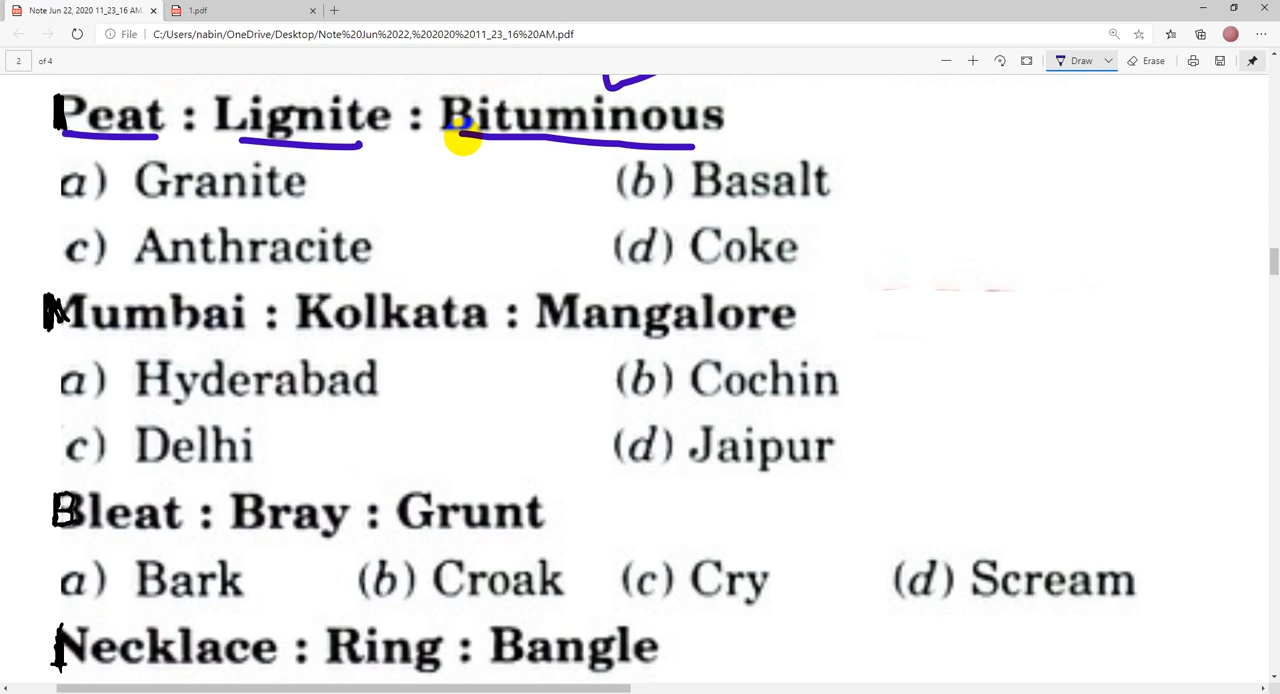 Note Jun 22, 2020 11_23_16 AM.
1.pdf
File C:/Users/nabin/OneDrive/Desktop/Note%20Jun%2022,%202020%2011_23_16%20AM.pdf
2 of 4
Draw Erase
Peat : Lignite : Bituminous
a) Granite (b) Basalt
c) Anthracite (d) Coke
Mumbai : Kolkata : Mangalore
a) Hyderabad (b) Cochin
c) Delhi (d) Jaipur
Bleat : Bray : Grunt
a) Bark (b) Croak (c) Cry (d) Scream
Necklace : Ring : Bangle